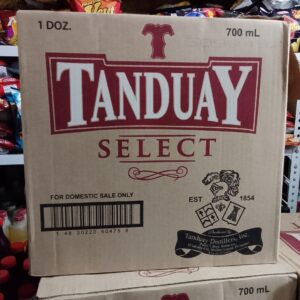 1 DOZ. 700 mL
TANDUAY
SELECT
FOR DOMESTIC SALE ONLY
EST 1854
Tanduay Distillers, Inc.
700 mL